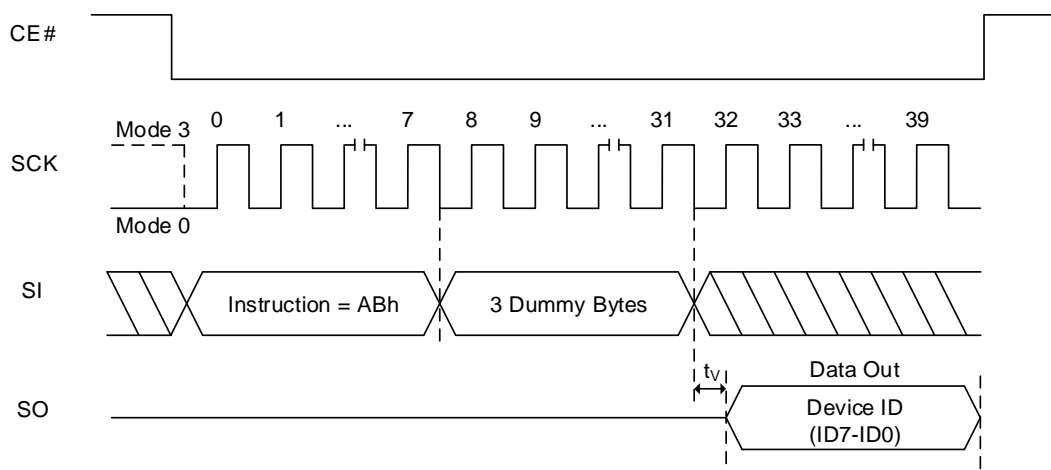 CE#
0 1 ... 7 8 9 ... 31 32 33 ... 39
Mode 3
SCK
Mode 0
SI
Instruction = ABh
3 Dummy Bytes
tV
Data Out
SO
Device ID
(ID7-ID0)